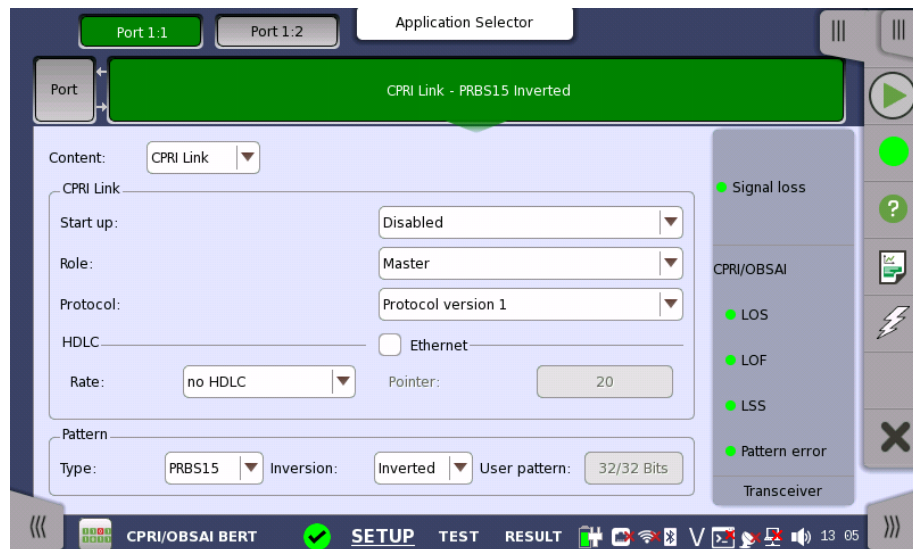 Application Selector
Port 1:1
Port 1:2
Port
CPRI Link - PRBS15 Inverted
Content:
CPRI Link
CPRI Link
Start up:
Disabled
Role:
Master
Protocol:
Protocol version 1
HDLC
Ethernet
Rate:
no HDLC
Pointer:
20
Pattern
Type:
PRBS15
Inversion:
Inverted
User pattern:
32/32 Bits
Signal loss
CPRI/OBSAI
LOS
LOF
LSS
Pattern error
Transceiver
CPRI/OBSAI BERT
SETUP
TEST
RESULT
V
13 05